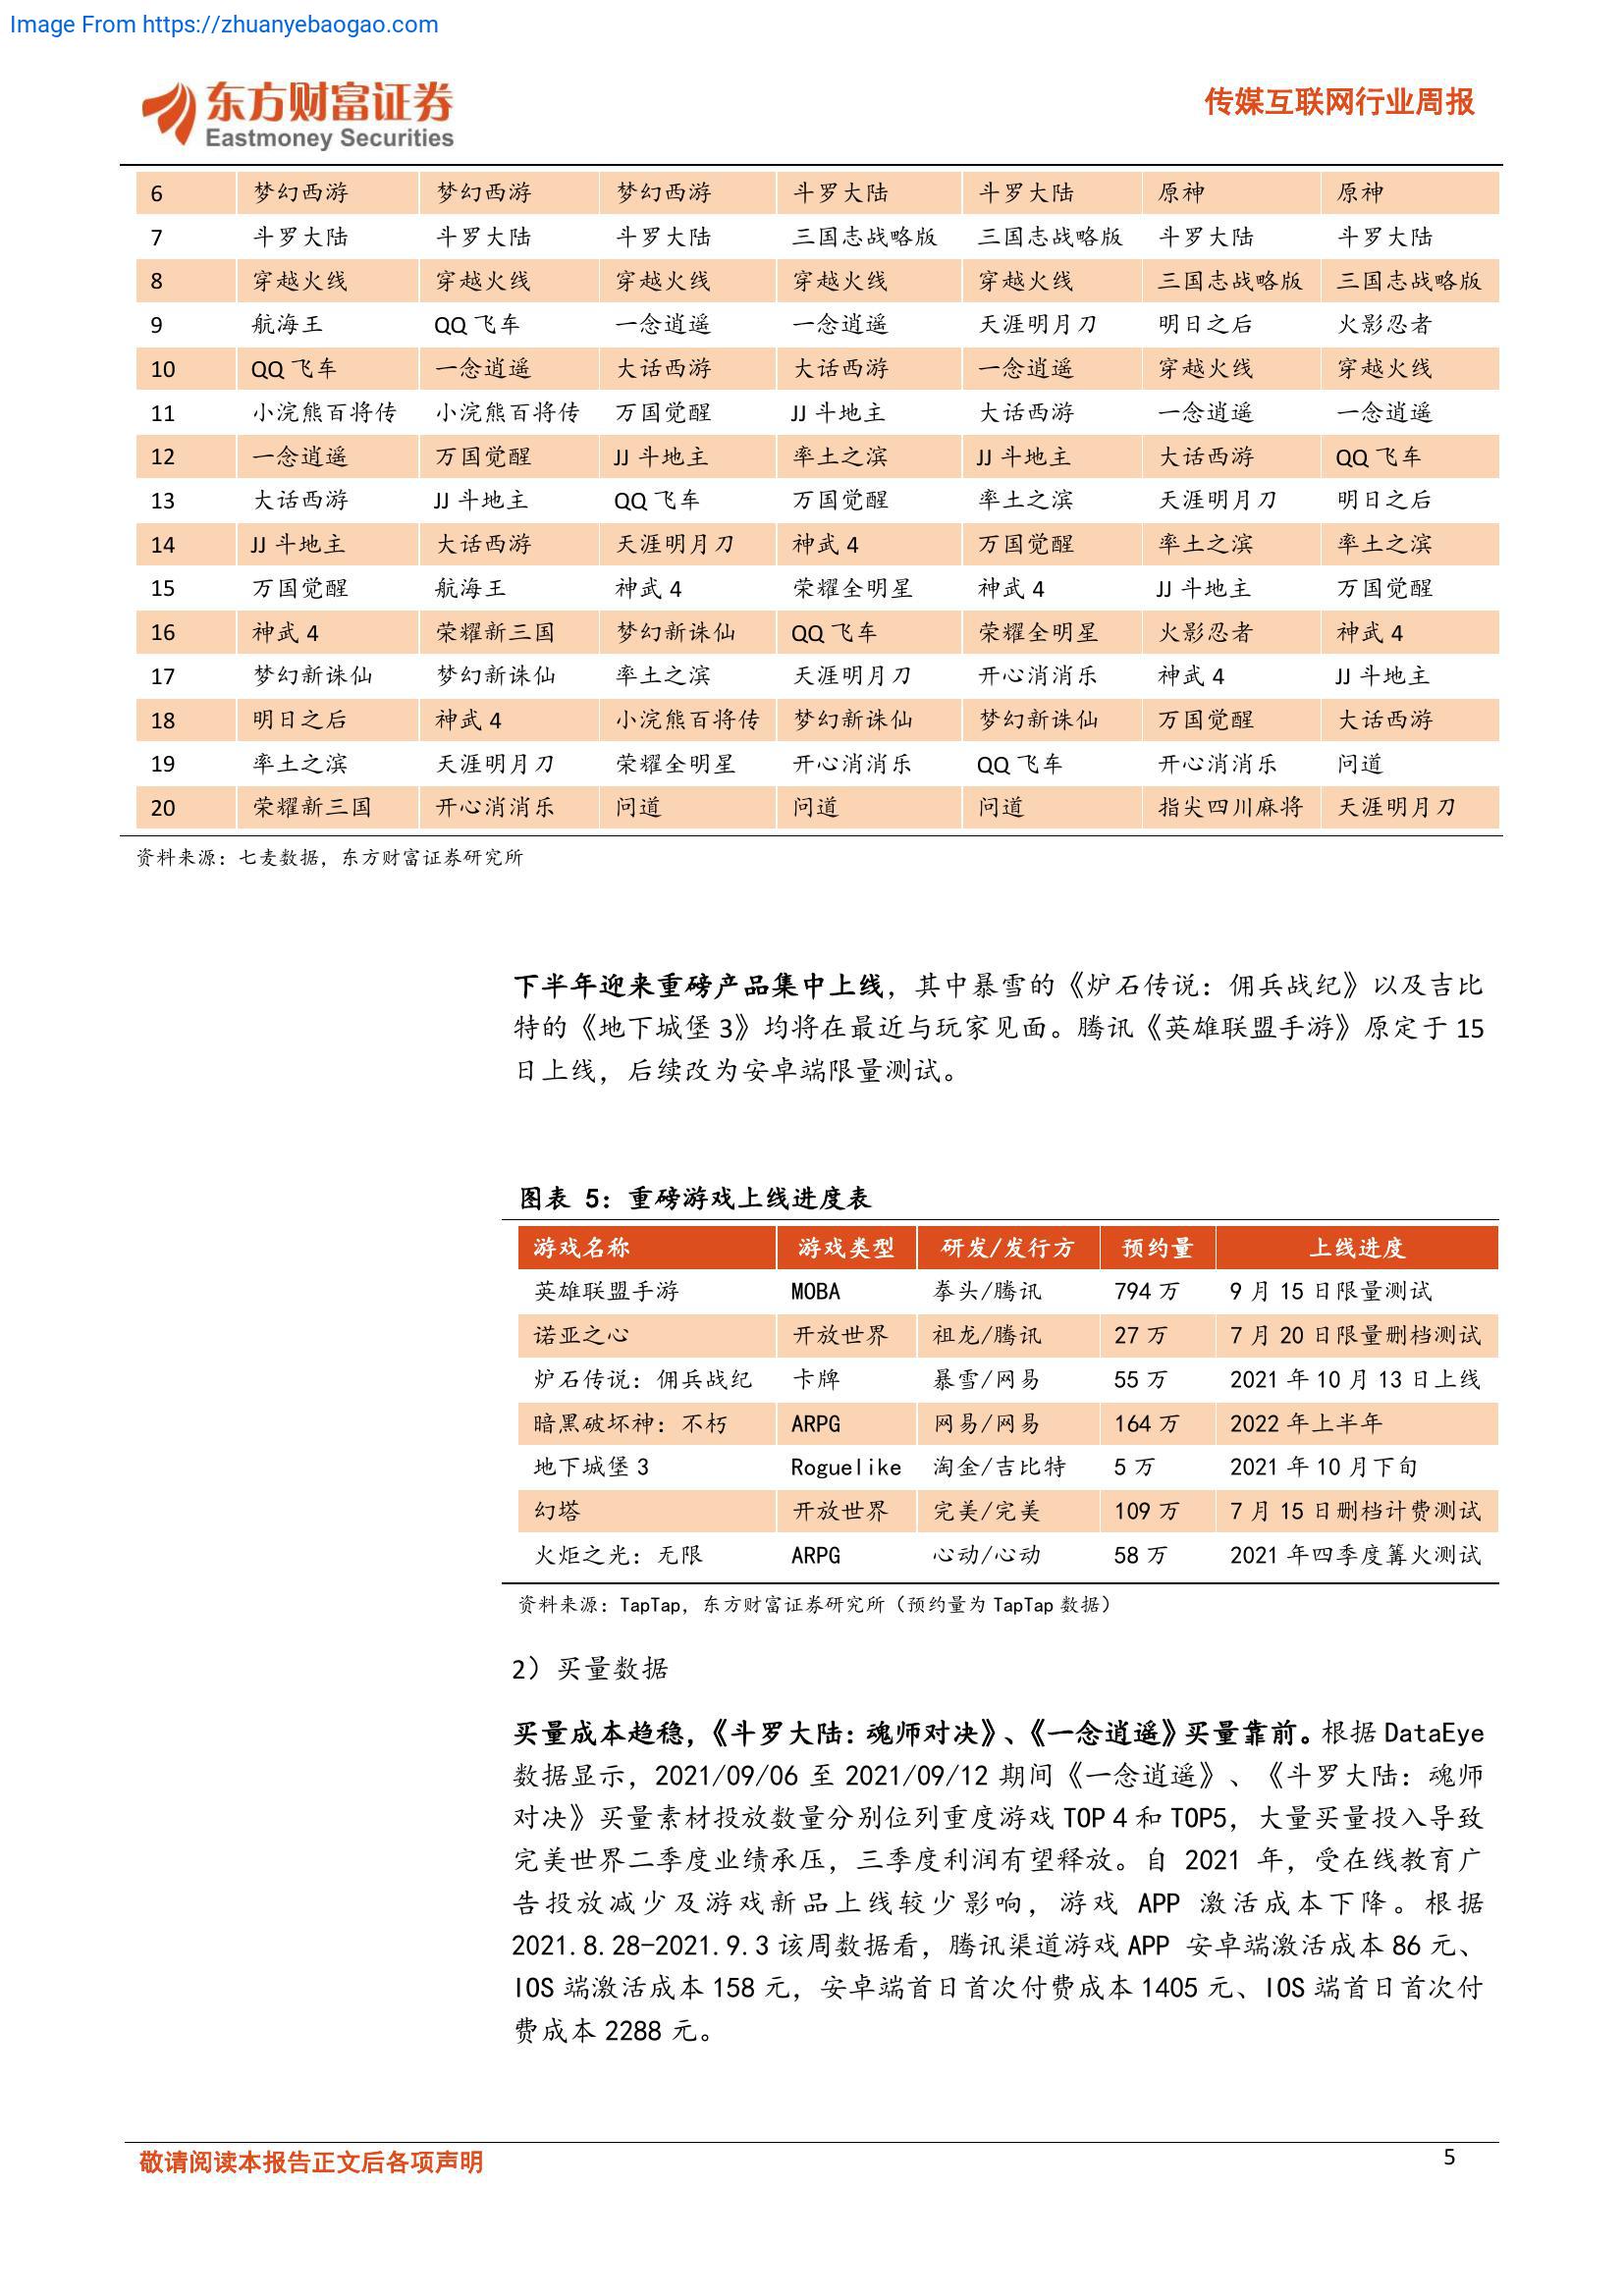 Image From https://zhuanyebaogao.com
东方财富证券
Eastmoney Securities
传媒互联网行业周报
6 梦幻西游 梦幻西游 梦幻西游 斗罗大陆 斗罗大陆 原神 原神
7 斗罗大陆 斗罗大陆 斗罗大陆 三国志战略版 三国志战略版 斗罗大陆 斗罗大陆
8 穿越火线 穿越火线 穿越火线 穿越火线 穿越火线 三国志战略版 三国志战略版
9 航海王 QQ 飞车 一念逍遥 一念逍遥 天涯明月刀 明日之后 火影忍者
10 QQ 飞车 一念逍遥 大话西游 大话西游 一念逍遥 穿越火线 穿越火线
11 小浣熊百将传 小浣熊百将传 万国觉醒 JJ 斗地主 大话西游 一念逍遥 一念逍遥
12 一念逍遥 万国觉醒 JJ 斗地主 率土之滨 JJ 斗地主 大话西游 QQ 飞车
13 大话西游 JJ 斗地主 QQ 飞车 万国觉醒 率土之滨 天涯明月刀 明日之后
14 JJ 斗地主 大话西游 天涯明月刀 神武 4 万国觉醒 率土之滨 率土之滨
15 万国觉醒 航海王 神武 4 荣耀全明星 神武 4 JJ 斗地主 万国觉醒
16 神武 4 荣耀新三国 梦幻新诛仙 QQ 飞车 荣耀全明星 火影忍者 神武 4
17 梦幻新诛仙 梦幻新诛仙 率土之滨 天涯明月刀 开心消消乐 神武 4 JJ 斗地主
18 明日之后 神武 4 小浣熊百将传 梦幻新诛仙 梦幻新诛仙 万国觉醒 大话西游
19 率土之滨 天涯明月刀 荣耀全明星 开心消消乐 QQ 飞车 开心消消乐 问道
20 荣耀新三国 开心消消乐 问道 问道 问道 指尖四川麻将 天涯明月刀
资料来源：七麦数据，东方财富证券研究所
下半年迎来重磅产品集中上线，其中暴雪的《炉石传说：佣兵战纪》以及吉比
特的《地下城堡 3》均将在最近与玩家见面。腾讯《英雄联盟手游》原定于 15
日上线，后续改为安卓端限量测试。
图表 5：重磅游戏上线进度表
游戏名称 游戏类型 研发/发行方 预约量 上线进度
英雄联盟手游 MOBA 拳头/腾讯 794 万 9 月 15 日限量测试
诺亚之心 开放世界 祖龙/腾讯 27 万 7 月 20 日限量删档测试
炉石传说：佣兵战纪 卡牌 暴雪/网易 55 万 2021 年 10 月 13 日上线
暗黑破坏神：不朽 ARPG 网易/网易 164 万 2022 年上半年
地下城堡 3 Roguelike 淘金/吉比特 5 万 2021 年 10 月下旬
幻塔 开放世界 完美/完美 109 万 7 月 15 日删档计费测试
火炬之光：无限 ARPG 心动/心动 58 万 2021 年四季度篝火测试
资料来源：TapTap，东方财富证券研究所（预约量为 TapTap 数据）
2）买量数据
买量成本趋稳，《斗罗大陆：魂师对决》、《一念逍遥》买量靠前。根据 DataEye
数据显示，2021/09/06 至 2021/09/12 期间《一念逍遥》、《斗罗大陆：魂师
对决》买量素材投放数量分别位列重度游戏 TOP 4 和 TOP5，大量买量投入导致
完美世界二季度业绩承压，三季度利润有望释放。自 2021 年，受在线教育广
告投放减少及游戏新品上线较少影响，游戏 APP 激活成本下降。根据
2021.8.28-2021.9.3 该周数据看，腾讯渠道游戏 APP 安卓端激活成本 86 元、
IOS 端激活成本 158 元，安卓端首日首次付费成本 1405 元、IOS 端首日首次付
费成本 2288 元。
敬请阅读本报告正文后各项声明
5